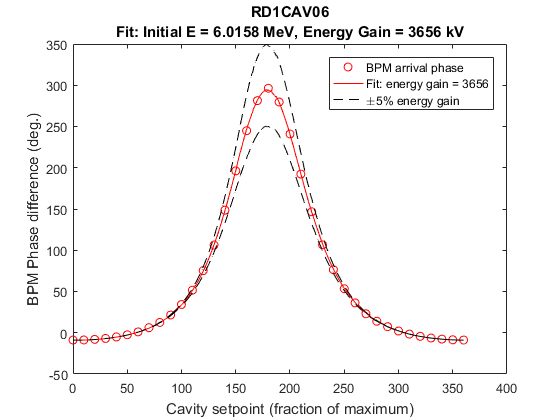 RD1CAV06
Fit: Initial E = 6.0158 MeV, Energy Gain = 3656 kV
BPM arrival phase
Fit: energy gain = 3656
±5% energy gain
BPM Phase difference (deg.)
350
300
250
200
150
100
50
0
-50
0 50 100 150 200 250 300 350 400
Cavity setpoint (fraction of maximum)